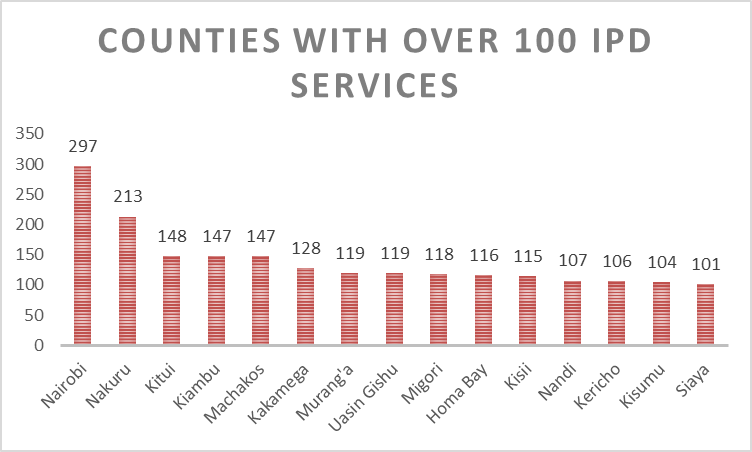 COUNTIES WITH OVER 100 IPD
SERVICES
350
300
250
200
150
100
50
0
297
213
148
147
147
128
119
119
118
116
115
107
106
104
101
Nairobi
Nakuru
Kitui
Kiambu
Machakos
Kakamega
Murang'a
Uasin Gishu
Migori
Homa Bay
Kisii
Nandi
Kericho
Kisumu
Siaya